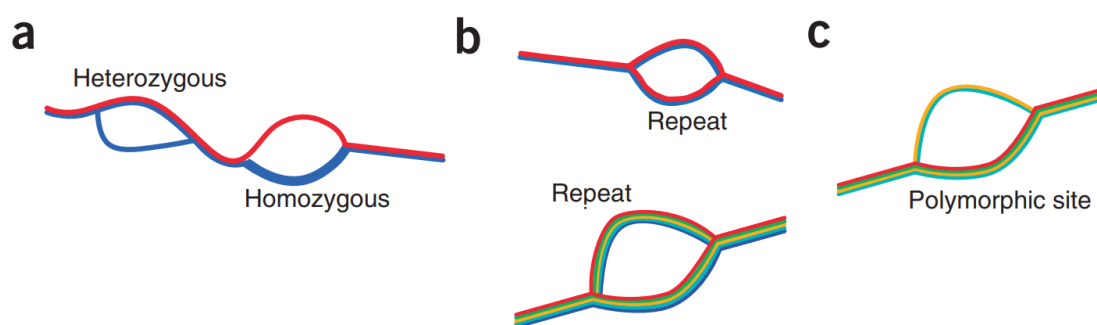 a
Heterozygous
Homozygous
b
Repeat
Repeat
c
Polymorphic site